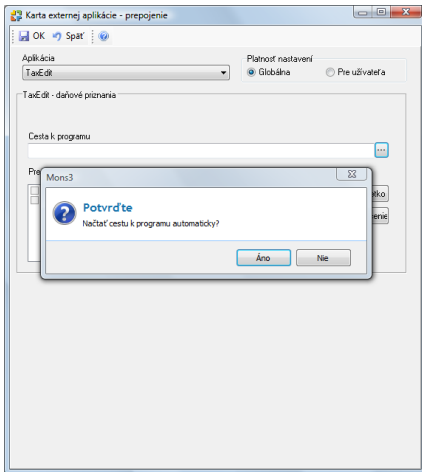 Karta externej aplikácie - prepojenie
OK Späť
Aplikácia
Platnosť nastavení
TaxEdit
Globálna Pre užívateľa
TaxEdit - daňové priznania
Cesta k programu
...
Mons3
Potvrďte
Načtať cestu k programu automaticky?
Áno Nie